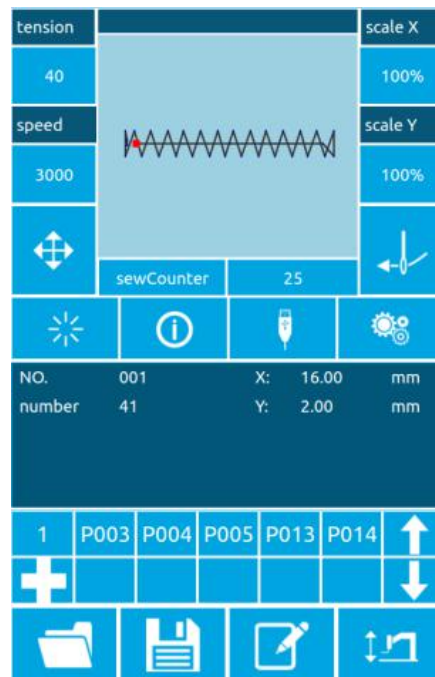 tension
scale X
40
100%
speed
scale Y
3000
100%
sewCounter 25
NO. 001 X: 16.00 mm
number 41 Y: 2.00 mm
1 P003 P004 P005 P013 P014